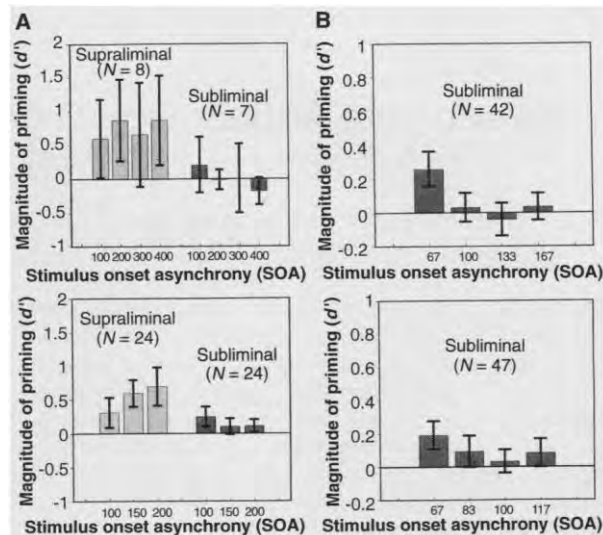 A
Magnitude of priming (d')
2
1.5
1
0.5
0
-0.5
-1
Supraliminal
(N = 8)
Subliminal
(N = 7)
100 200 300 400 100 200 300 400
Stimulus onset asynchrony (SOA)
B
Magnitude of priming (d')
1
0.8
0.6
0.4
0.2
0
-0.2
Subliminal
(N = 42)
67 100 133 167
Stimulus onset asynchrony (SOA)
Magnitude of priming (d')
2
1.5
1
0.5
0
-0.5
-1
Supraliminal
(N = 24)
Subliminal
(N = 24)
100 150 200 100 150 200
Stimulus onset asynchrony (SOA)
Magnitude of priming (d')
1
0.8
0.6
0.4
0.2
0
-0.2
Subliminal
(N = 47)
67 83 100 117
Stimulus onset asynchrony (SOA)